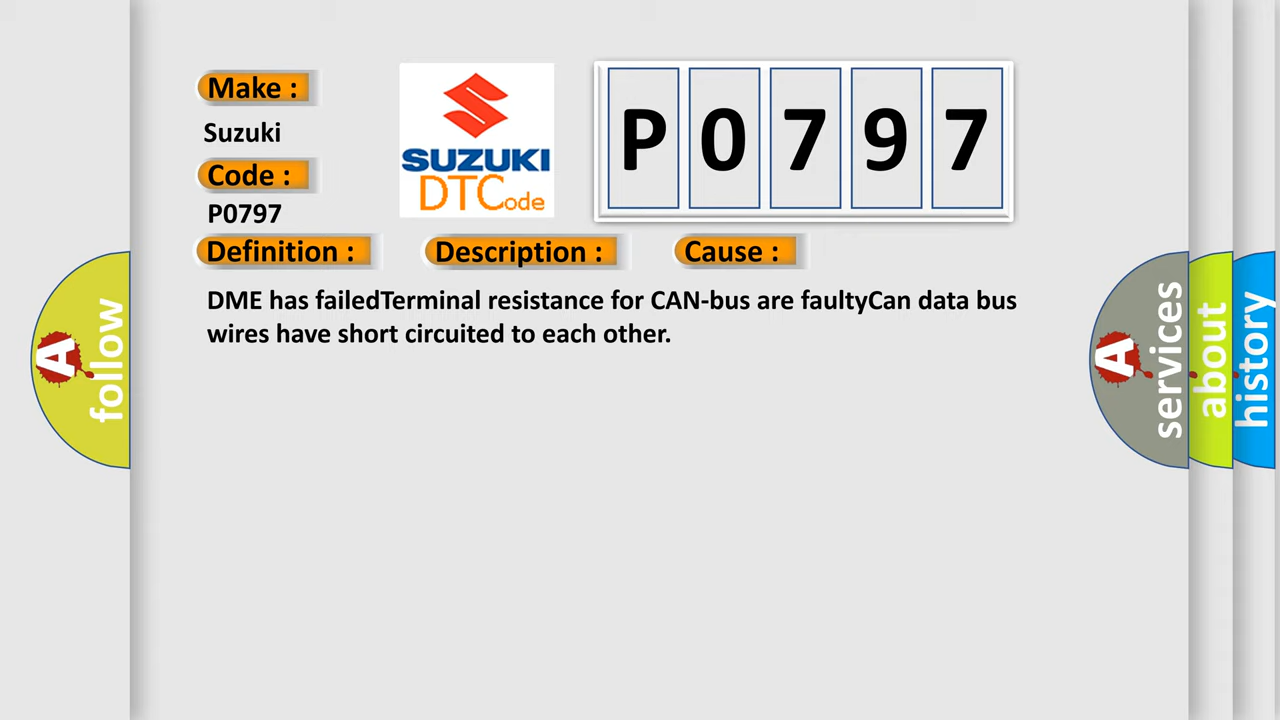 Make :
Suzuki
Code :
P0797
SUZUKI
DTCode
P0797
Definition :
Description :
Cause :
DME has failedTerminal resistance for CAN-bus are faultyCan data bus
wires have short circuited to each other.
A follow
A services
about
history